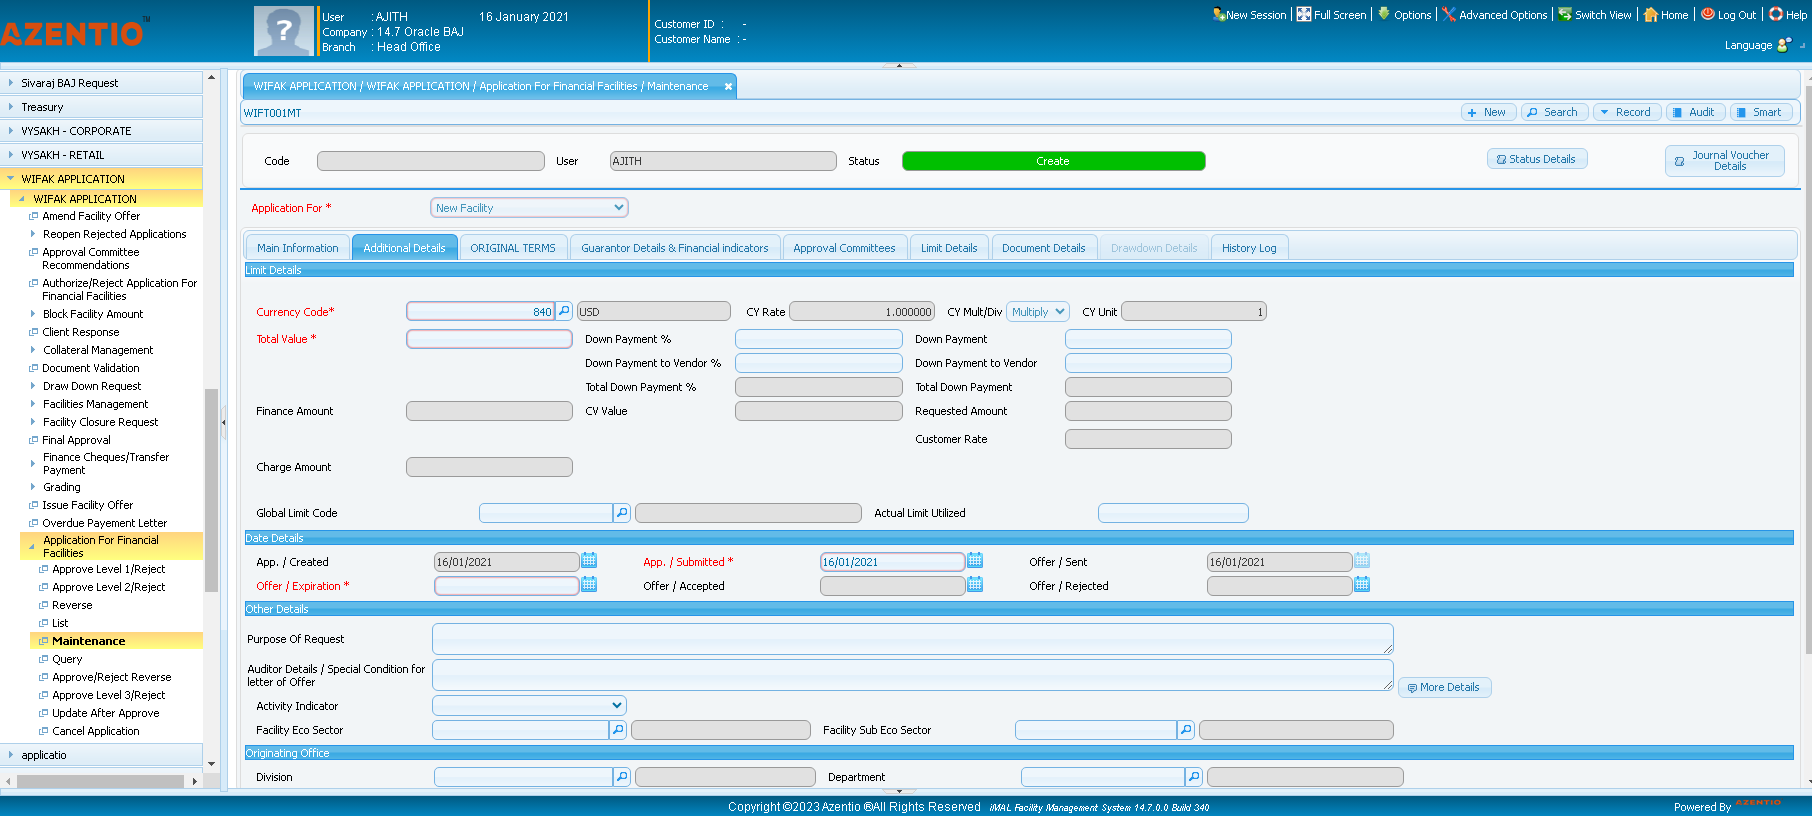 AZENTIO™
User : AJITH 16 January 2021
Company : 14.7 Oracle BAJ
Branch : Head Office
Customer ID : -
Customer Name : -
New Session Full Screen Options Advanced Options Switch View Home Log Out Help
Language
Sivaraj BAJ Request
Treasury
VYSAKH - CORPORATE
VYSAKH - RETAIL
WIFAK APPLICATION
WIFAK APPLICATION
Amend Facility Offer
Reopen Rejected Applications
Approval Committee
Recommendations
Authorize/Reject Application For
Financial Facilities
Block Facility Amount
Client Response
Collateral Management
Document Validation
Draw Down Request
Facilities Management
Facility Closure Request
Final Approval
Finance Cheques/Transfer
Payment
Grading
Issue Facility Offer
Overdue Payement Letter
Application For Financial
Facilities
Approve Level 1/Reject
Approve Level 2/Reject
Reverse
List
Maintenance
Query
Approve/Reject Reverse
Approve Level 3/Reject
Update After Approve
Cancel Application
applicatio
WIFAK APPLICATION / WIFAK APPLICATION / Application For Financial Facilities / Maintenance
WIFT001MT
New Search Record Audit Smart
Code User AJITH Status Create Status Details
Journal Voucher
Details
Application For * New Facility
Main Information Additional Details ORIGINAL TERMS Guarantor Details & Financial indicators Approval Committees Limit Details Document Details Drawdown Details History Log
Limit Details
Currency Code* 840 USD CY Rate 1.000000 CY Mult/Div Multiply CY Unit 1
Total Value * Down Payment % Down Payment
Down Payment to Vendor % Down Payment to Vendor
Total Down Payment % Total Down Payment
Finance Amount CV Value Requested Amount
Customer Rate
Charge Amount
Global Limit Code Actual Limit Utilized
Date Details
App. / Created 16/01/2021 App. / Submitted * 16/01/2021 Offer / Sent 16/01/2021
Offer / Expiration * Offer / Accepted Offer / Rejected
Other Details
Purpose Of Request
Auditor Details / Special Condition for
letter of Offer
More Details
Activity Indicator
Facility Eco Sector Facility Sub Eco Sector
Originating Office
Division Department
Copyright ©2023 Azentio ®All Rights Reserved iMAL Facility Management System 14.7.0.0 Build 340
Powered By AZENTIO